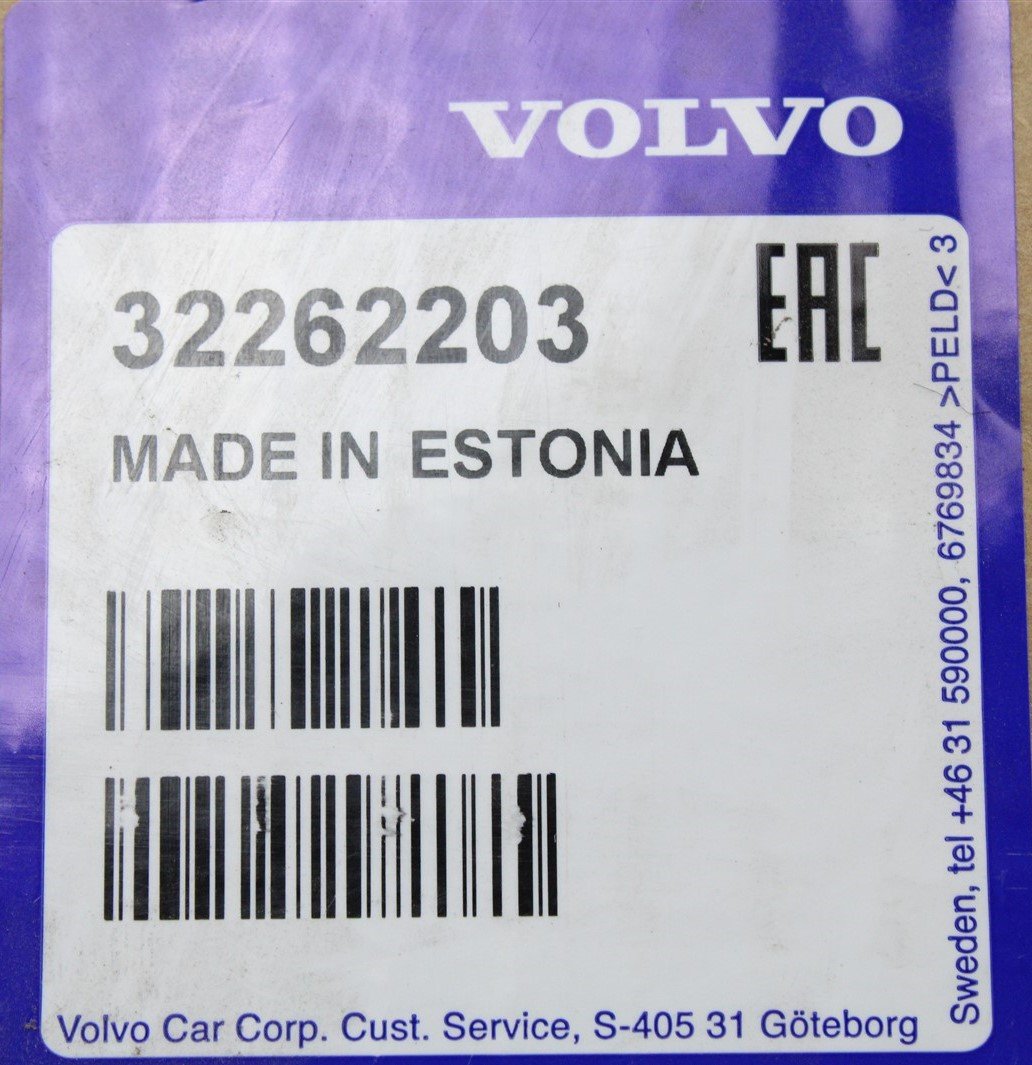 VOLVO
32262203
EAC
MADE IN ESTONIA
Volvo Car Corp. Cust. Service, S-405 31 Göteborg
Sweden, tel +46 31 590000, 6769834 >PELD< 3